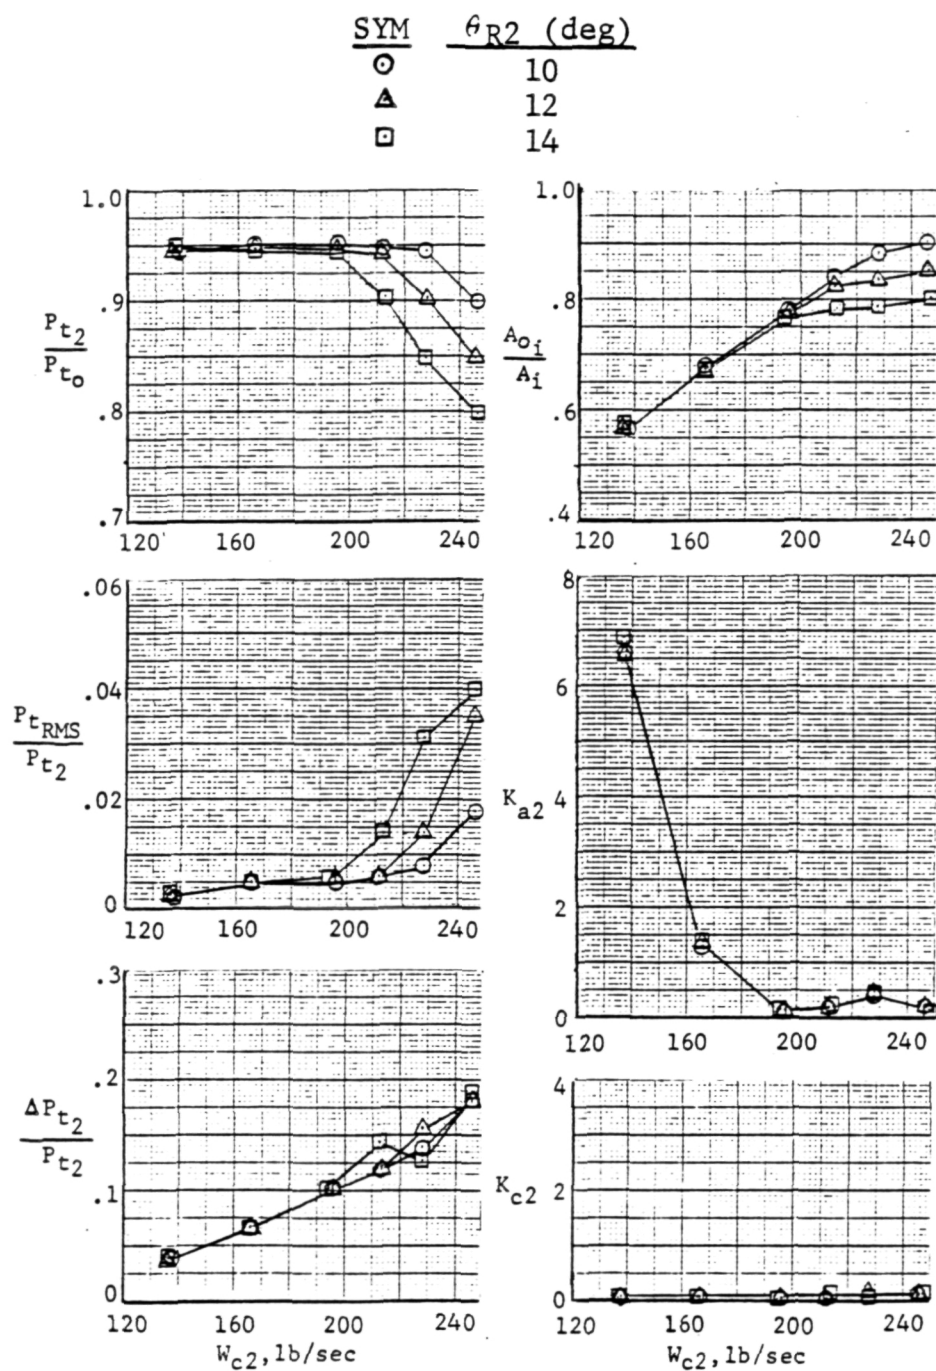 SYM θR2 (deg)
10
12
14
1.0
.9
.8
.7
Pt2
Pto
120 160 200 240
1.0
.8
.6
.4
Aoi
Ai
120 160 200 240
.06
.04
.02
0
PtRMS
Pt2
120 160 200 240
8
6
4
2
0
Ka2
120 160 200 240
.3
.2
.1
0
ΔPt2
Pt2
120 160 200 240
Wc2, lb/sec
4
2
0
Kc2
120 160 200 240
Wc2, lb/sec